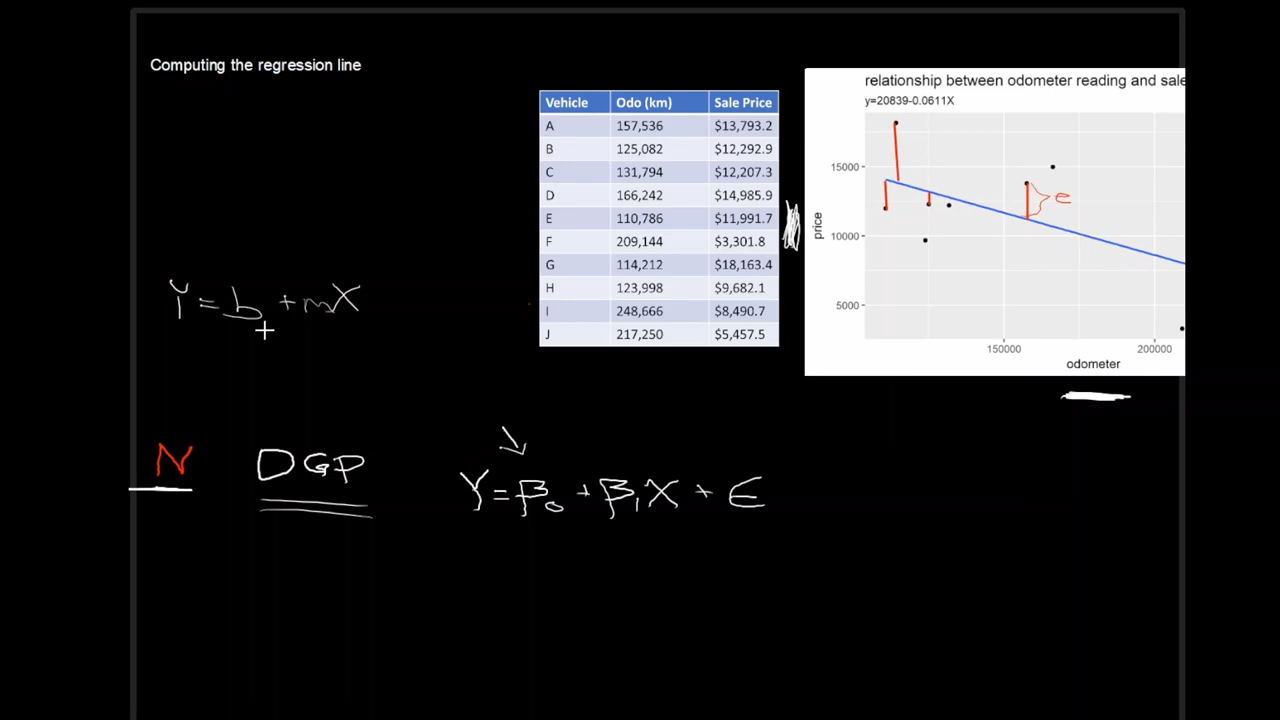 Computing the regression line
Vehicle Odo (km) Sale Price
A 157,536 $13,793.2
B 125,082 $12,292.9
C 131,794 $12,207.3
D 166,242 $14,985.9
E 110,786 $11,991.7
F 209,144 $3,301.8
G 114,212 $18,163.4
H 123,998 $9,682.1
I 248,666 $8,490.7
J 217,250 $5,457.5
relationship between odometer reading and sale
y=20839-0.0611X
15000
10000
5000
price
150000 200000
odometer
e
Y = b + mX
N DGP
Y = β₀ + β₁X + ϵ